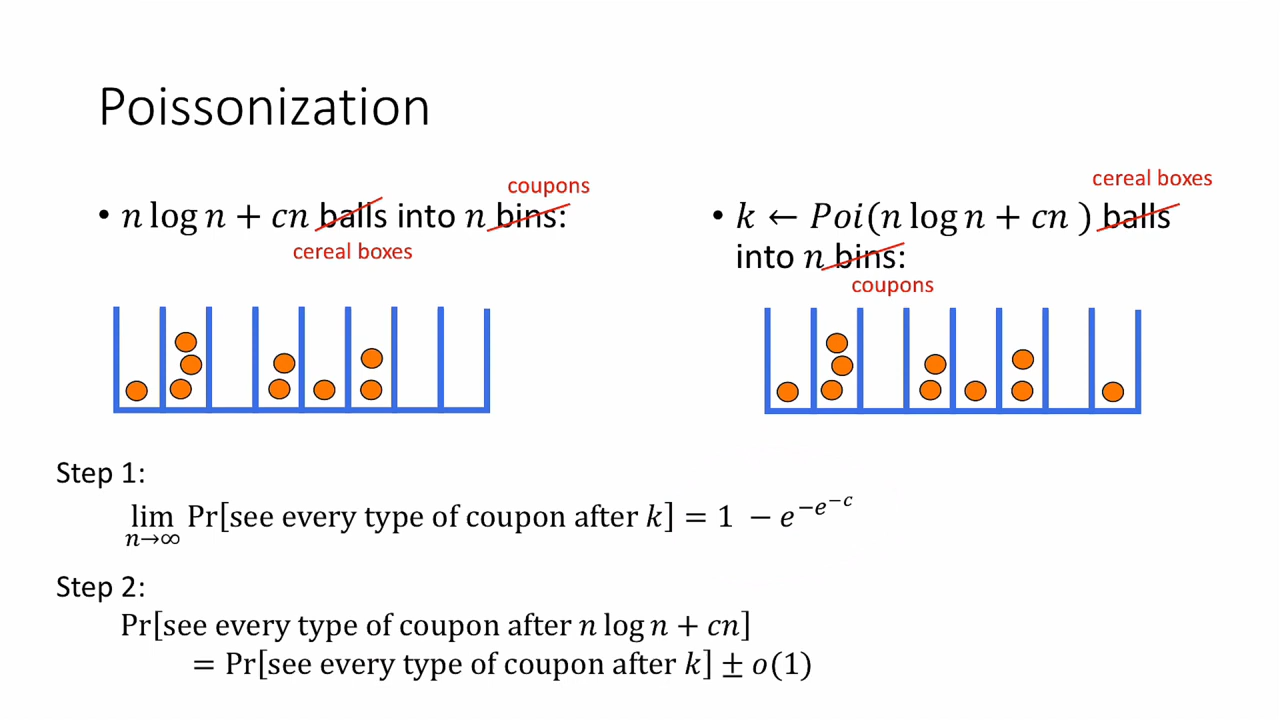 Poissonization
coupons
• n log n + cn balls into n bins:
cereal boxes
cereal boxes
• k ← Poi(n log n + cn ) balls
into n bins:
coupons
Step 1:
lim n→∞ Pr[see every type of coupon after k] = 1 − e^{−e^{−c}}
Step 2:
Pr[see every type of coupon after n log n + cn]
= Pr[see every type of coupon after k] ± o(1)